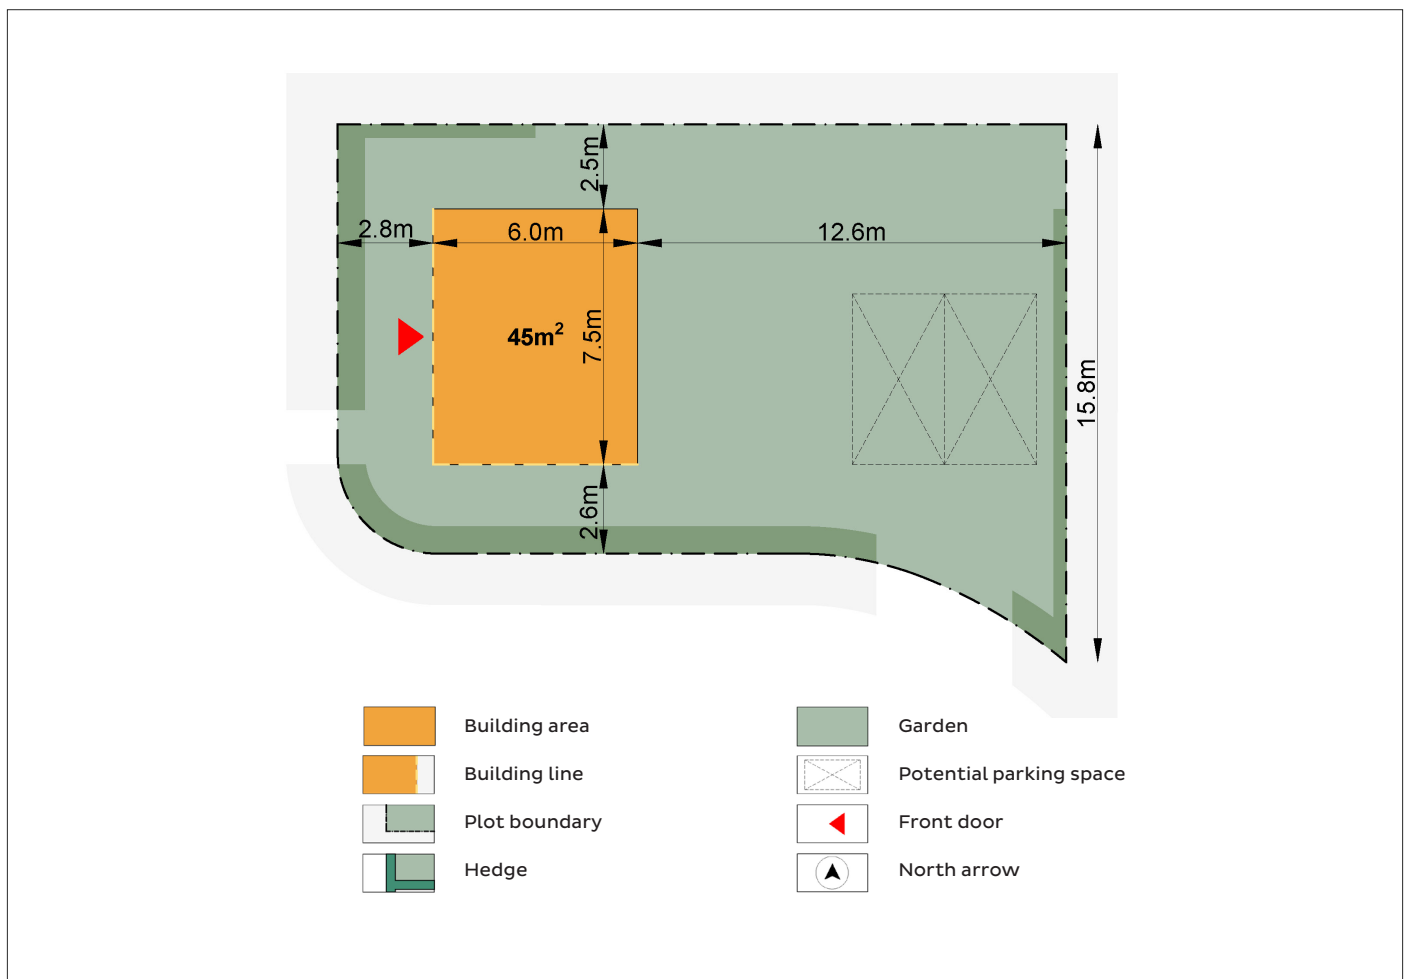 2.5m
2.8m
6.0m
12.6m
45m²
7.5m
15.8m
2.6m
Building area
Building line
Plot boundary
Hedge
Garden
Potential parking space
Front door
North arrow